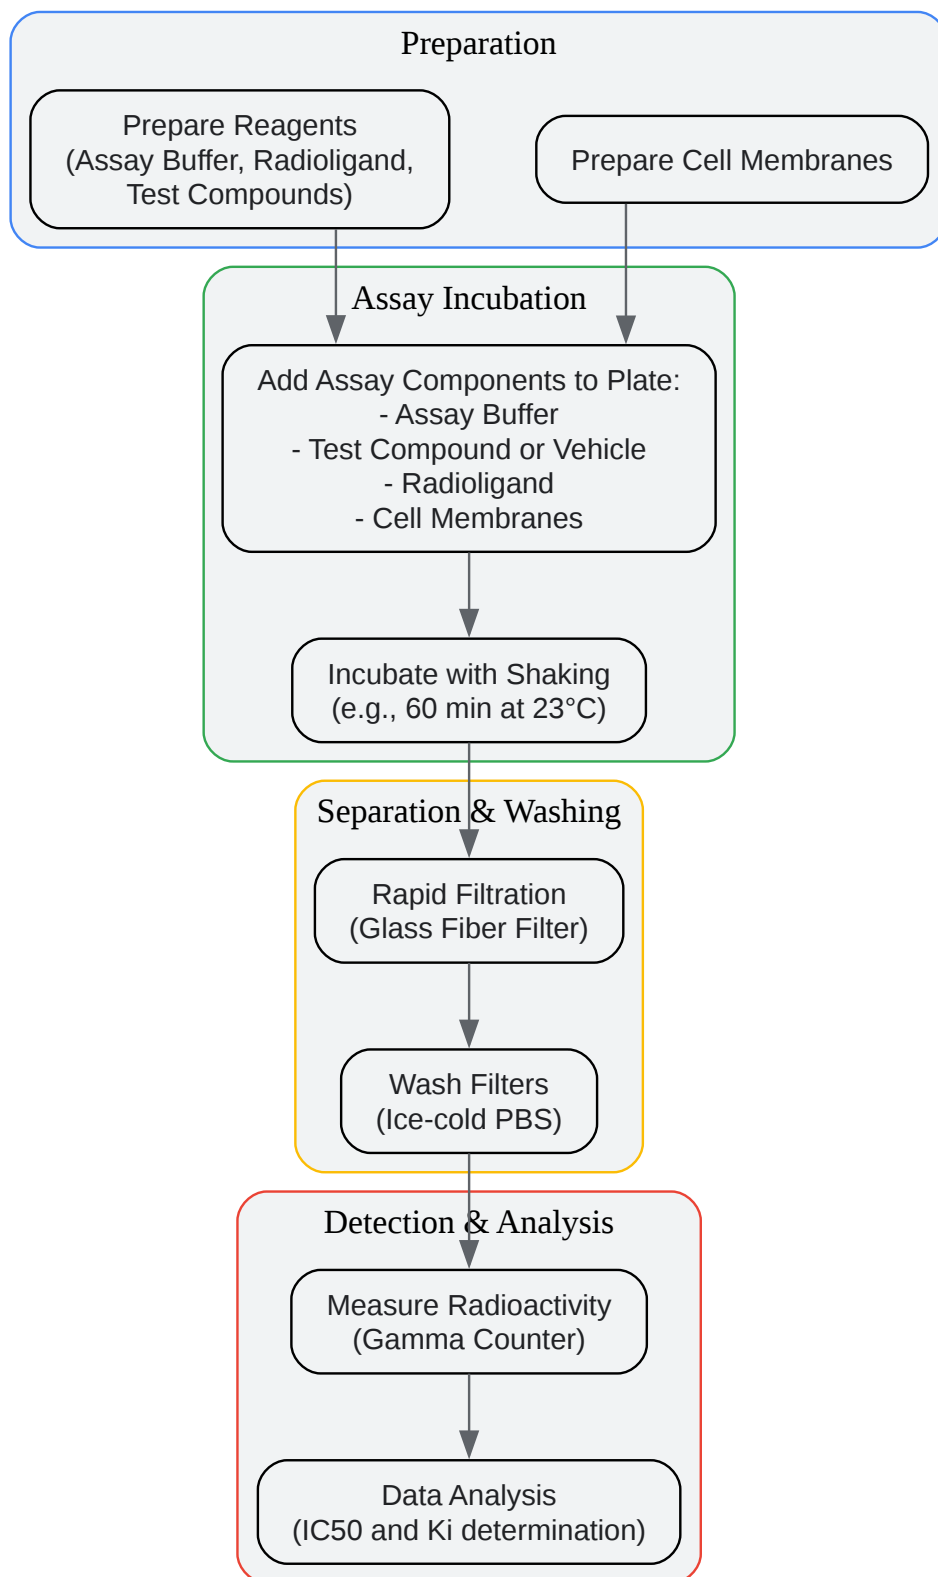 Preparation
Prepare Reagents
(Assay Buffer, Radioligand,
Test Compounds)
Prepare Cell Membranes
Assay Incubation
Add Assay Components to Plate:
- Assay Buffer
- Test Compound or Vehicle
- Radioligand
- Cell Membranes
Incubate with Shaking
(e.g., 60 min at 23°C)
Separation & Washing
Rapid Filtration
(Glass Fiber Filter)
Wash Filters
(Ice-cold PBS)
Detection & Analysis
Measure Radioactivity
(Gamma Counter)
Data Analysis
(IC50 and Ki determination)